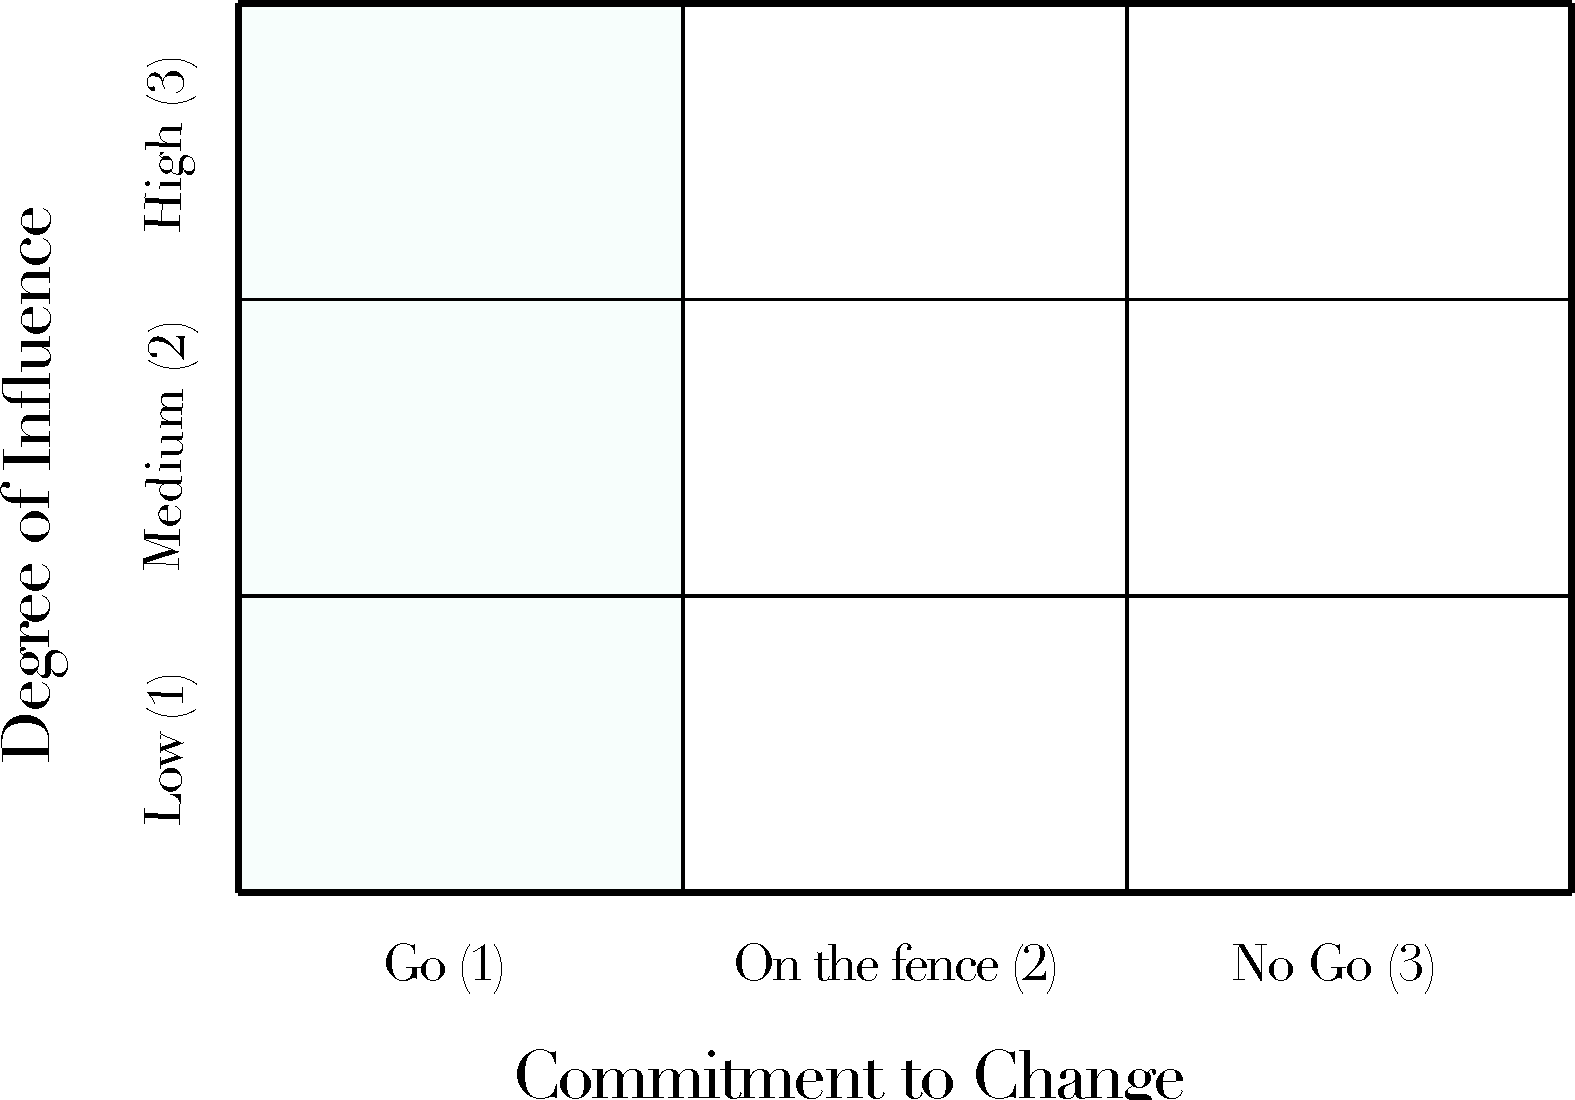 Degree of Influence
High (3)
Medium (2)
Low (1)
Go (1)
On the fence (2)
No Go (3)
Commitment to Change